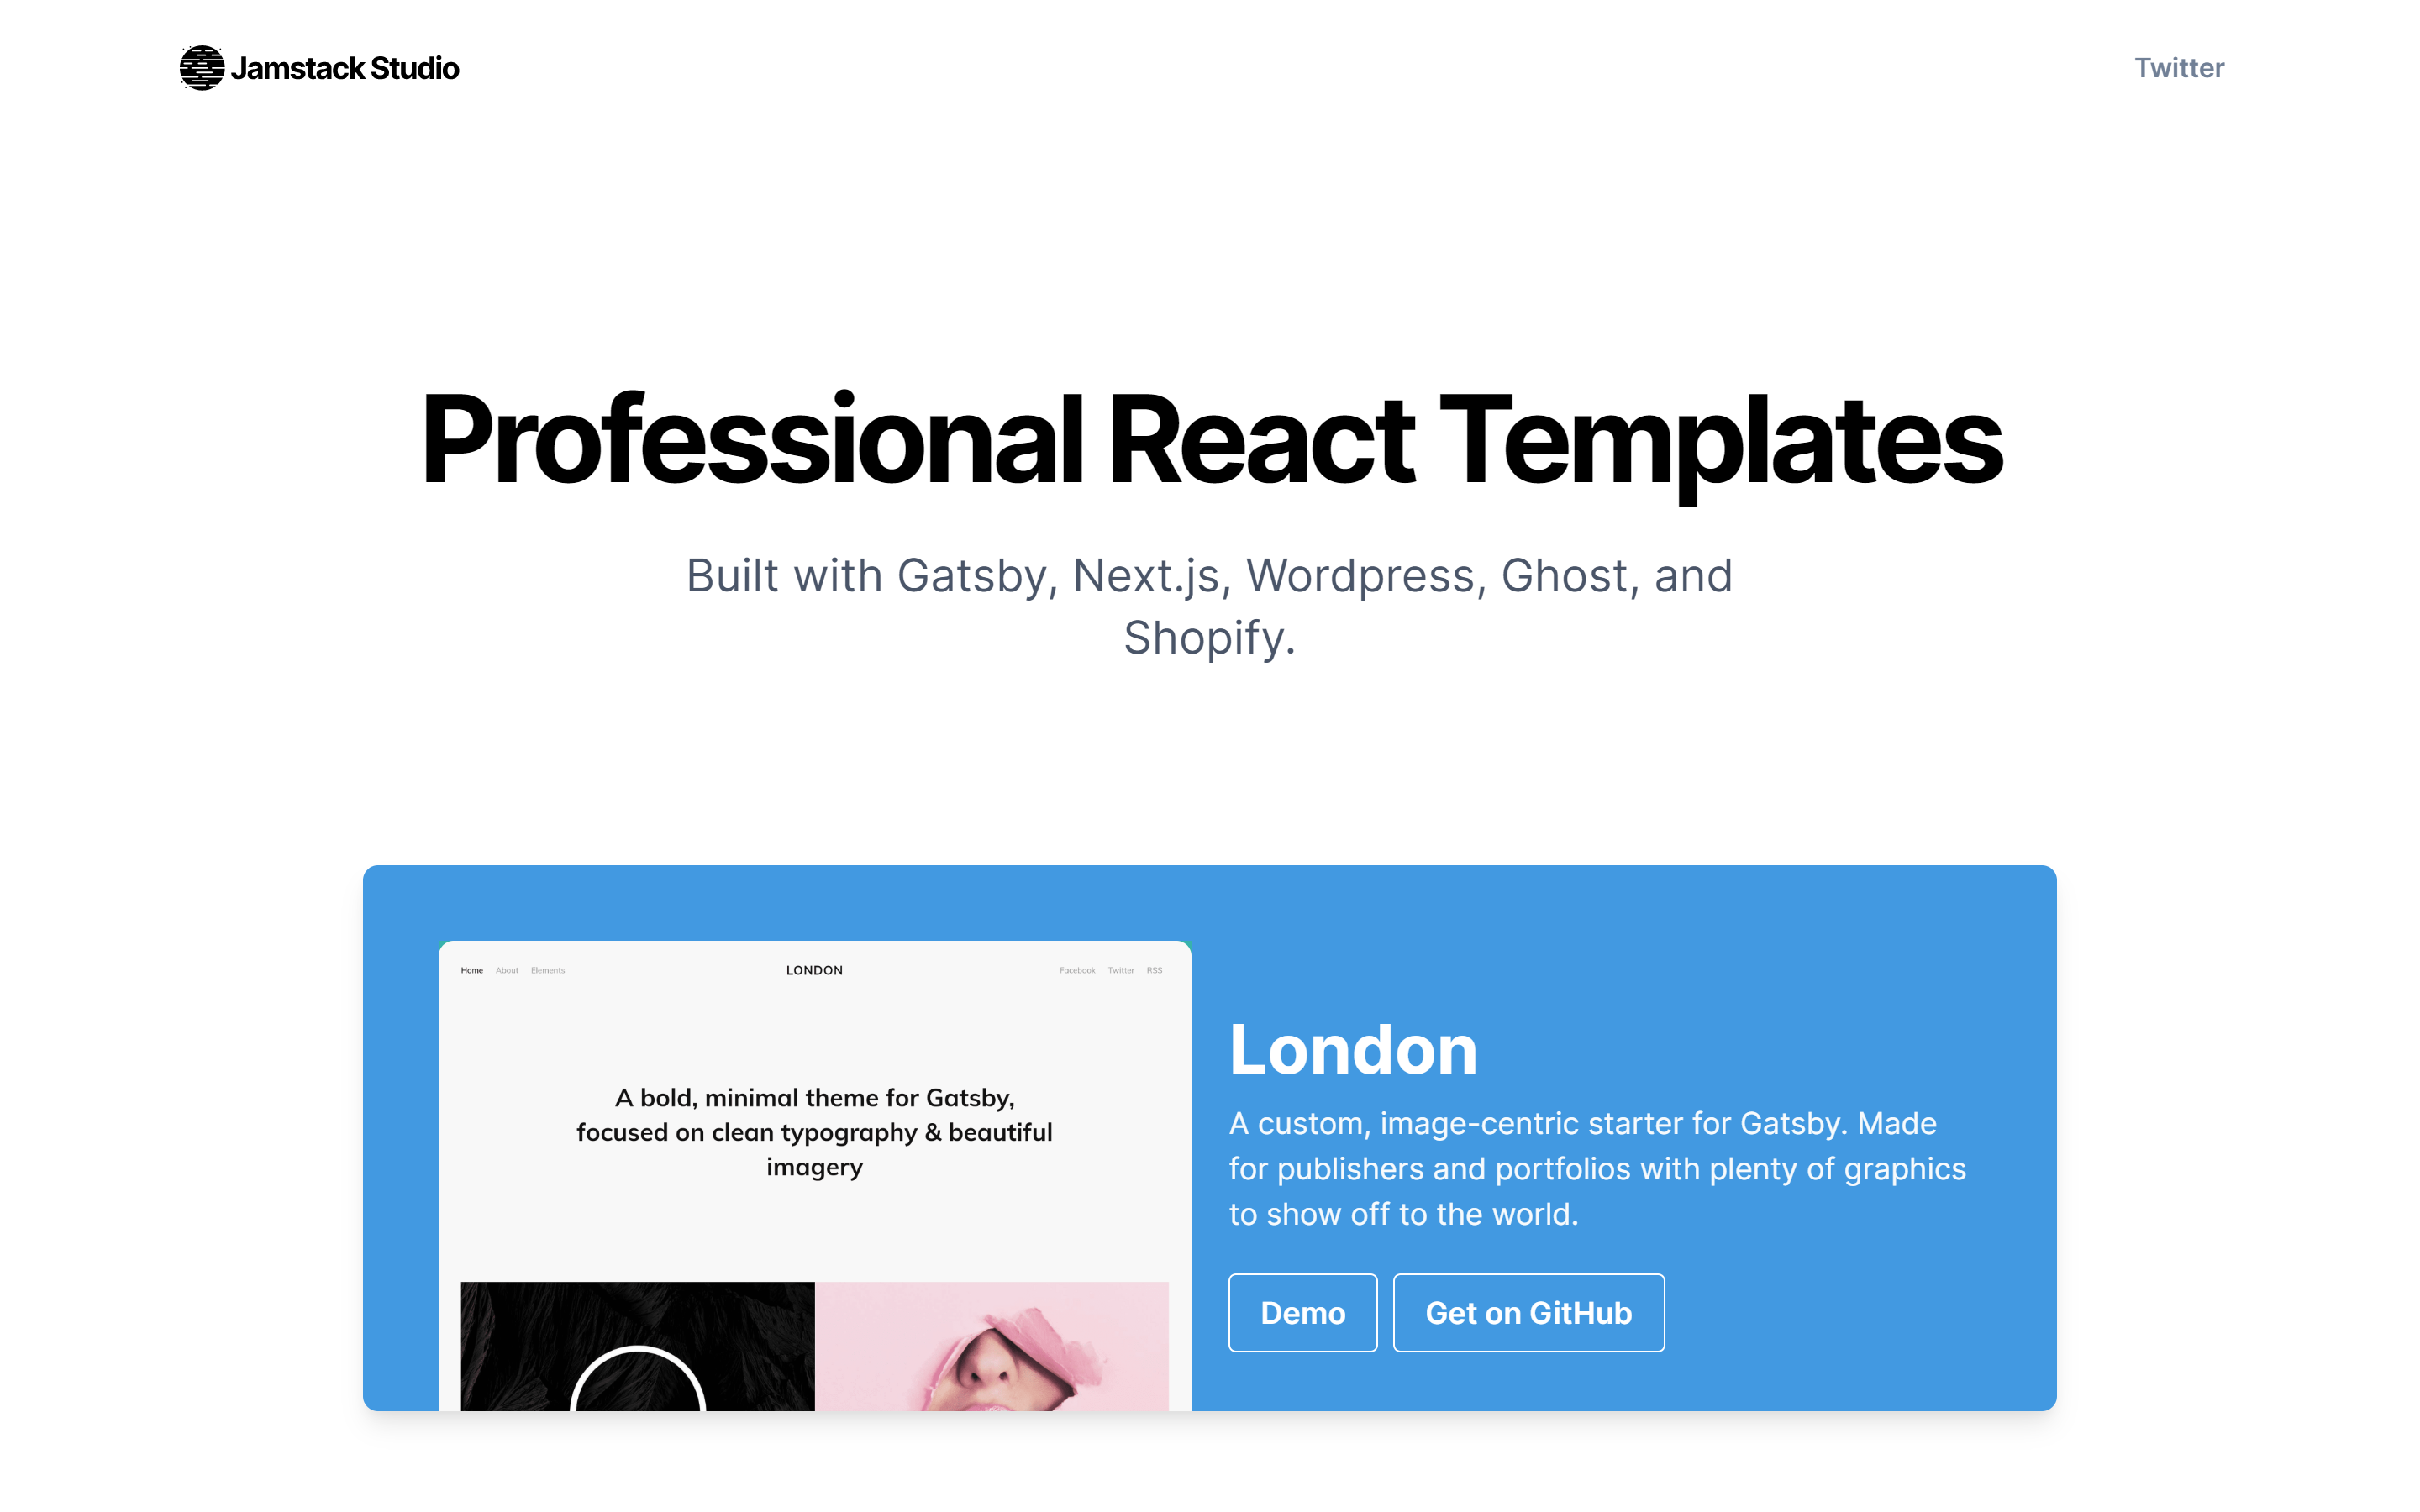 Jamstack Studio
Twitter
Professional React Templates
Built with Gatsby, Next.js, Wordpress, Ghost, and
Shopify.
Home About Elements
LONDON
Facebook Twitter RSS
A bold, minimal theme for Gatsby,
focused on clean typography & beautiful
imagery
London
A custom, image-centric starter for Gatsby. Made
for publishers and portfolios with plenty of graphics
to show off to the world.
Demo
Get on GitHub